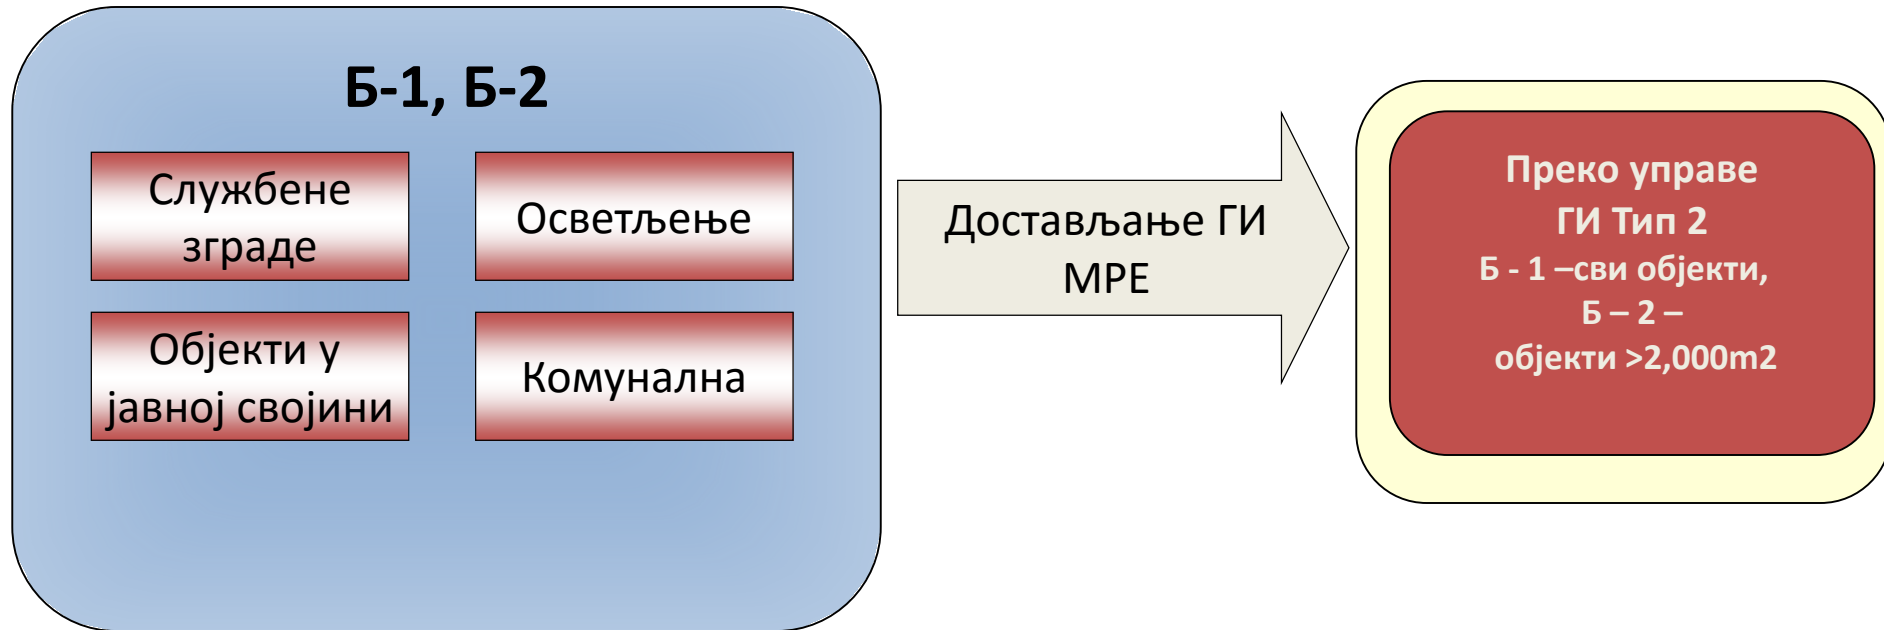 Б-1, Б-2
Службене
зграде
Осветљење
Објекти у
јавној својини
Комунална
Достављање ГИ
МРЕ
Преко управе
ГИ Тип 2
Б - 1 –сви објекти,
Б – 2 –
објекти >2,000m2